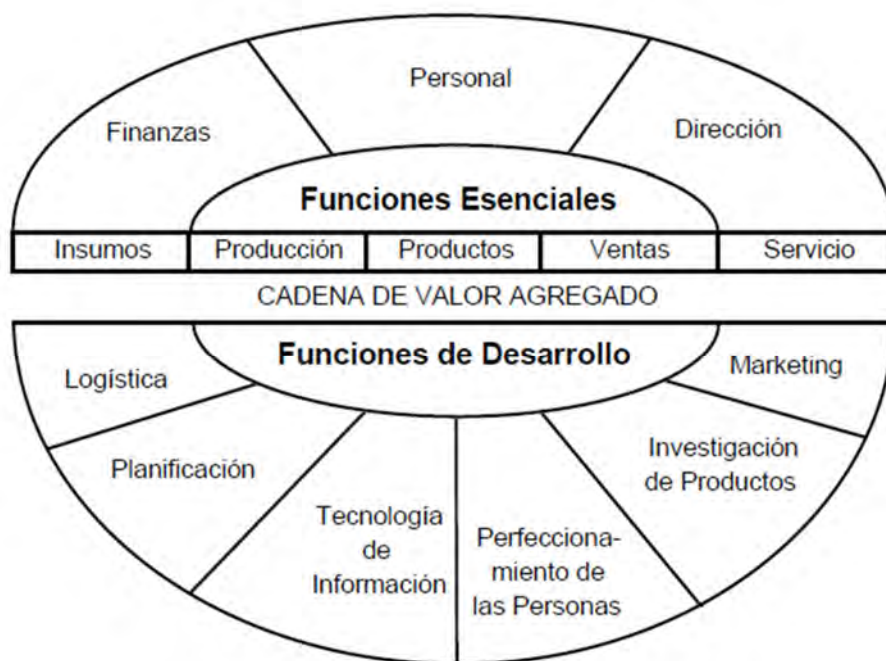 Personal
Finanzas
Dirección
Funciones Esenciales
Insumos
Producción
Productos
Ventas
Servicio
CADENA DE VALOR AGREGADO
Funciones de Desarrollo
Logística
Marketing
Planificación
Investigación
de Productos
Tecnología
de
Información
Perfecciona-
miento de
las Personas